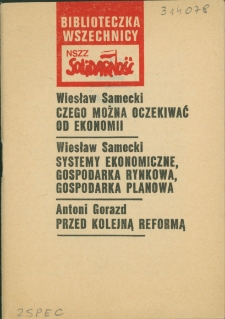 314078
BIBLIOTECZKA
WSZECHNICY
NSZZ
SOLIDARNOŚĆ
Wiesław Samecki
CZEGO MOŻNA OCZEKIWAĆ
OD EKONOMII
Wiesław Samecki
SYSTEMY EKONOMICZNE,
GOSPODARKA RYNKOWA,
GOSPODARKA PLANOWA
Antoni Gorazd
PRZED KOLEJNĄ REFORMĄ
2SPEC